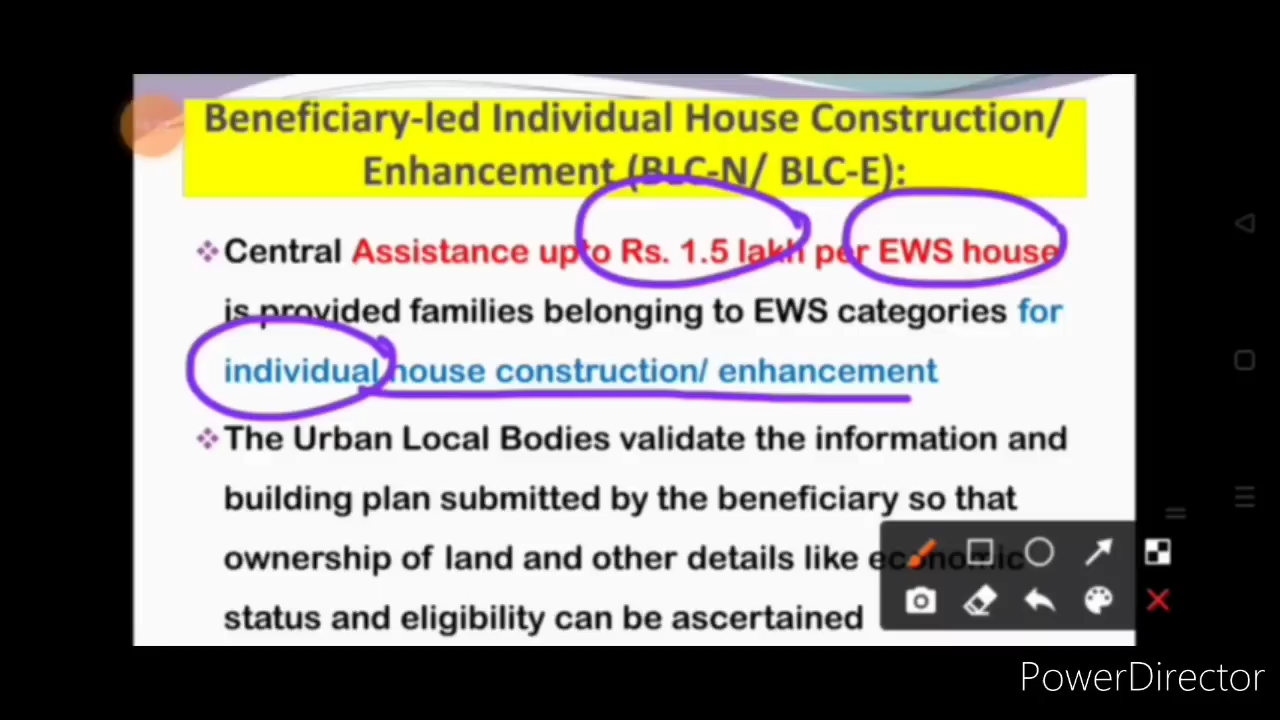 Beneficiary-led Individual House Construction/
Enhancement (BLC-N/ BLC-E):
❖Central Assistance upto Rs. 1.5 lakh per EWS house
is provided families belonging to EWS categories for
individual house construction/ enhancement
❖The Urban Local Bodies validate the information and
building plan submitted by the beneficiary so that
ownership of land and other details like economic
status and eligibility can be ascertained
PowerDirector